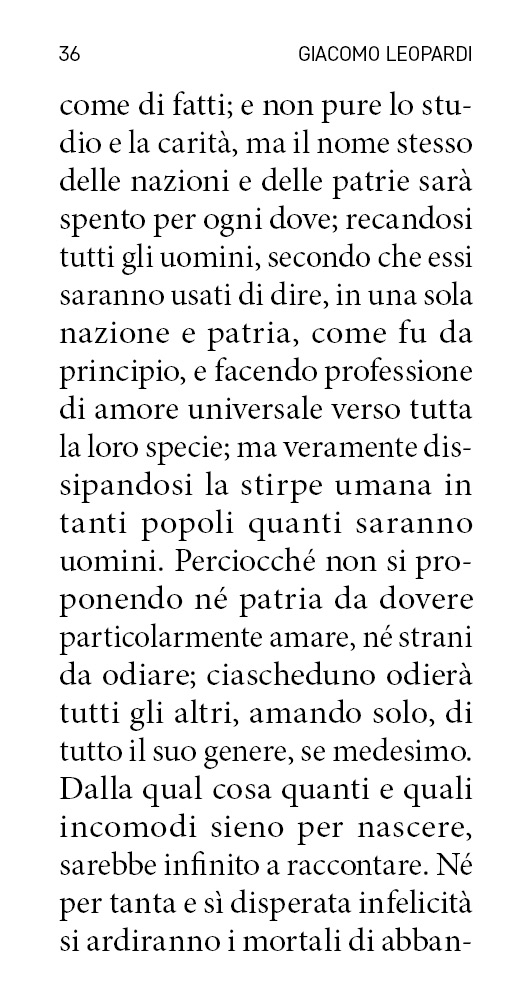 36 GIACOMO LEOPARDI
come di fatti; e non pure lo stu-
dio e la carità, ma il nome stesso
delle nazioni e delle patrie sarà
spento per ogni dove; recandosi
tutti gli uomini, secondo che essi
saranno usati di dire, in una sola
nazione e patria, come fu da
principio, e facendo professione
di amore universale verso tutta
la loro specie; ma veramente dis-
sipandosi la stirpe umana in
tanti popoli quanti saranno
uomini. Perciocché non si pro-
ponendo né patria da dovere
particolarmente amare, né strani
da odiare; ciascheduno odierà
tutti gli altri, amando solo, di
tutto il suo genere, se medesimo.
Dalla qual cosa quanti e quali
incomodi sieno per nascere,
sarebbe infinito a raccontare. Né
per tanta e sì disperata infelicità
si ardiranno i mortali di abban-